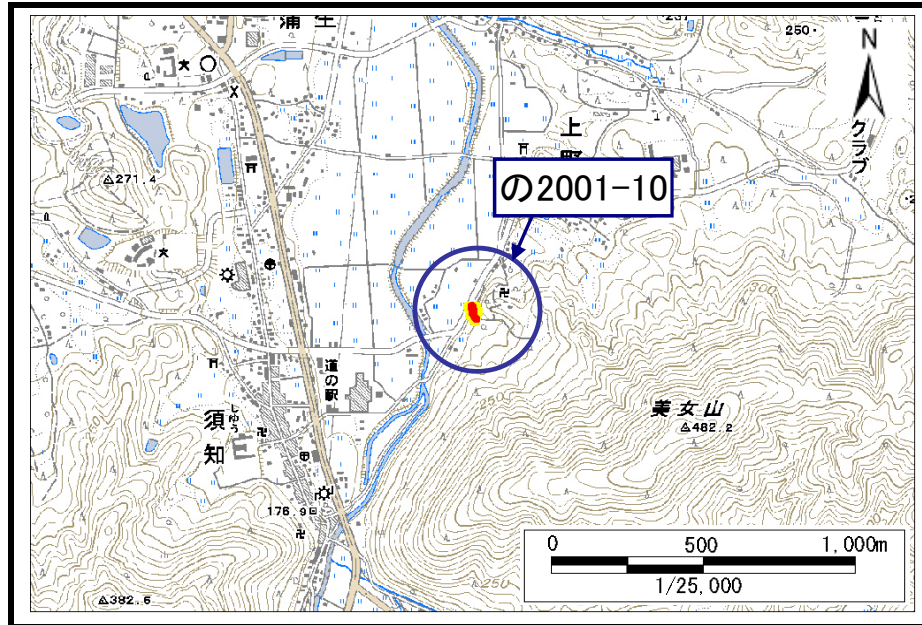 蒲生
250
N
上野
クラブ
の2001-10
△271.4
道の駅
須知
しゅう
美女山
△482.2
176.9
250
△382.6
0 500 1,000m
1/25,000